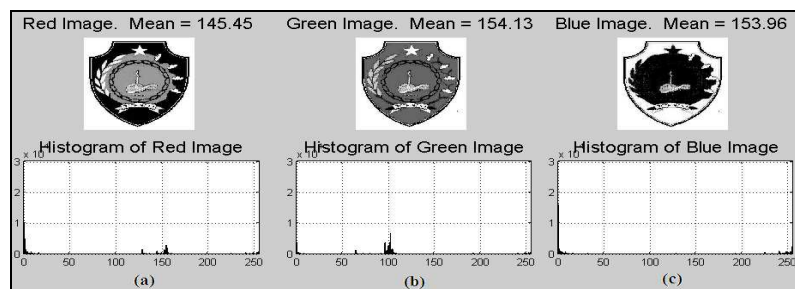 Red Image. Mean = 145.45
Green Image. Mean = 154.13
Blue Image. Mean = 153.96
Histogram of Red Image
Histogram of Green Image
Histogram of Blue Image
3
2
1
0
0 50 100 150 200 250
(a)
3
2
1
0
0 50 100 150 200 250
(b)
3
2
1
0
0 50 100 150 200 250
(c)